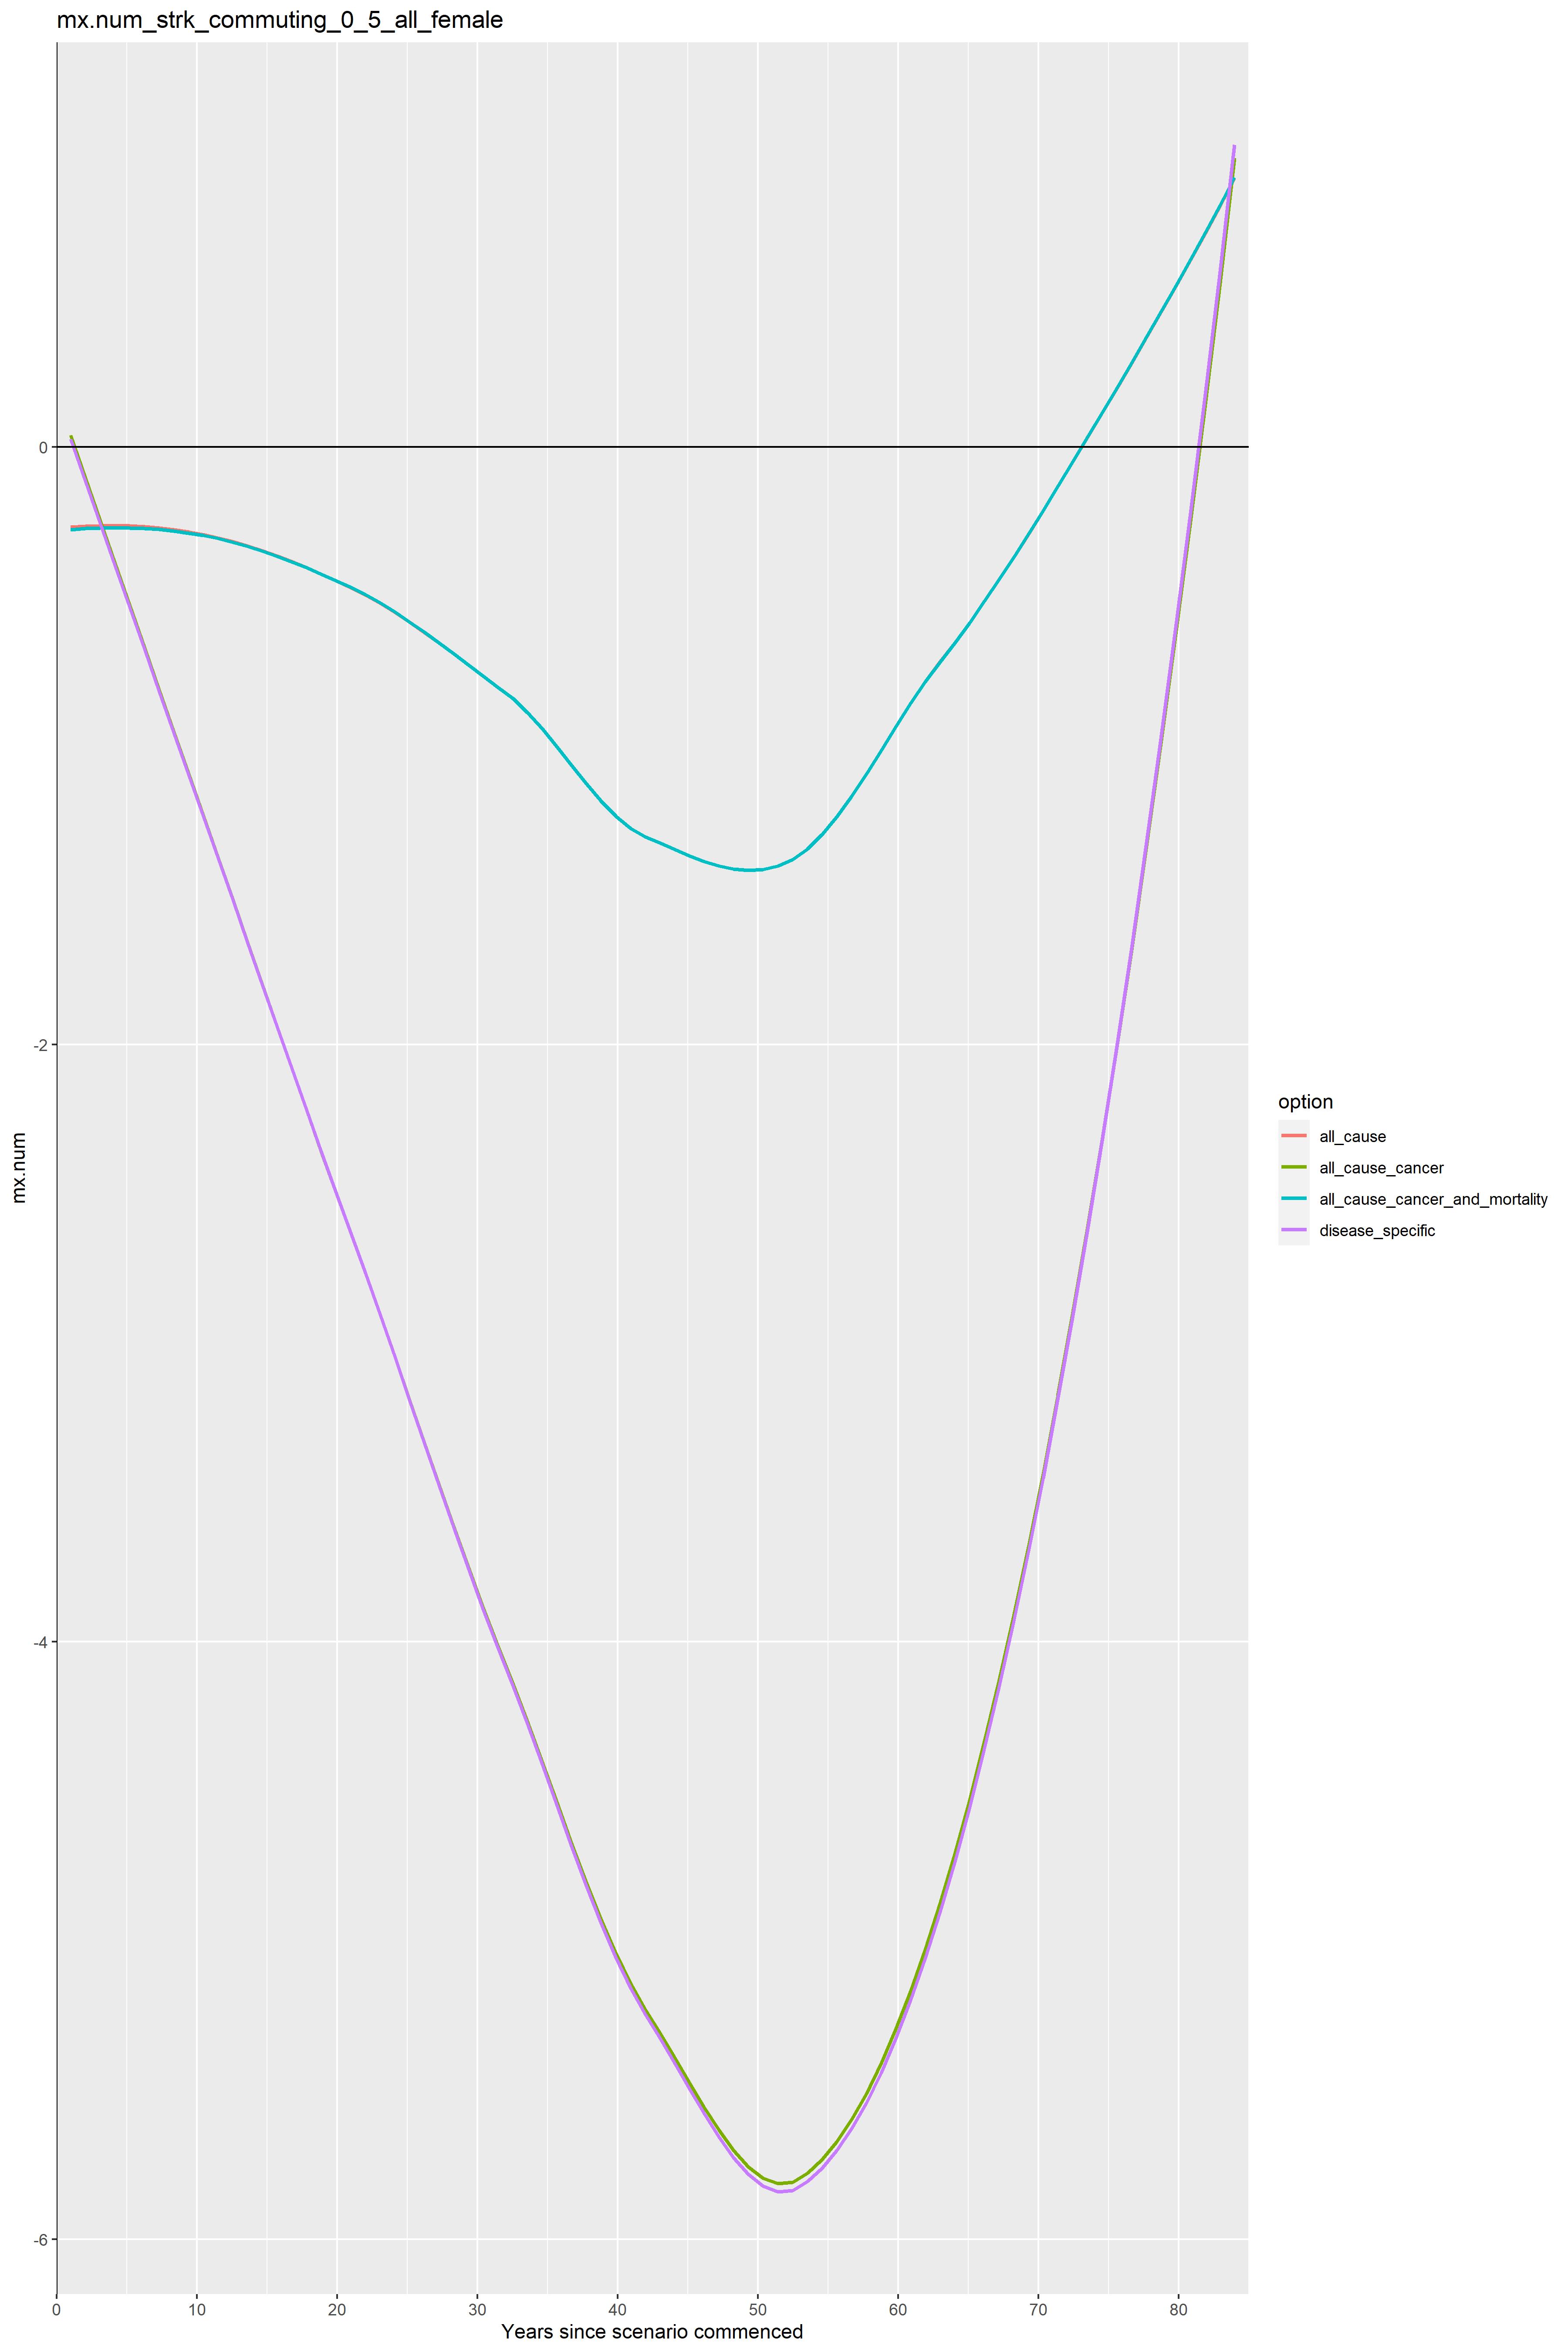 mx.num_strk_commuting_0_5_all_female
mx.num
0
-2
-4
-6
0 10 20 30 40 50 60 70 80
Years since scenario commenced
option
all_cause
all_cause_cancer
all_cause_cancer_and_mortality
disease_specific